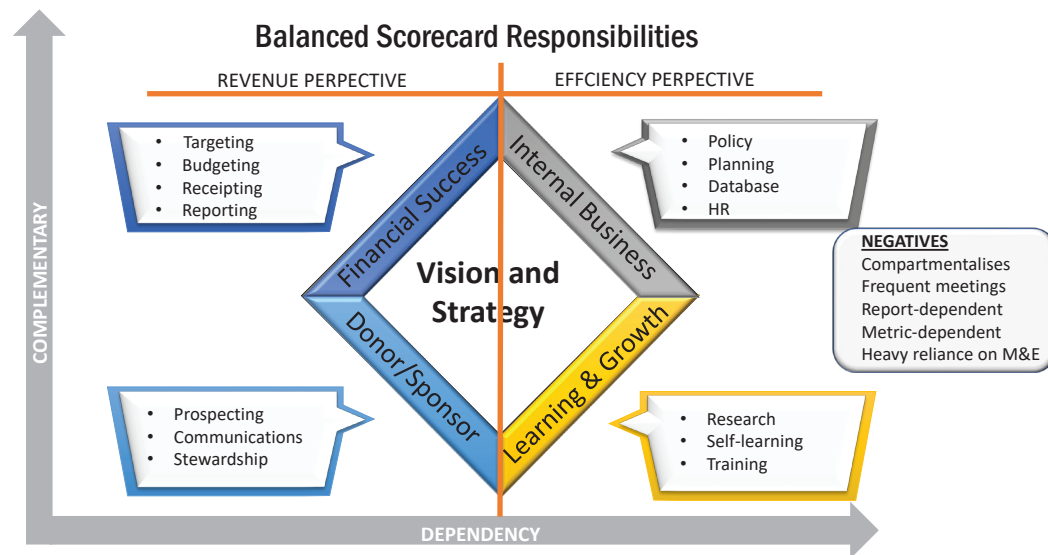 Balanced Scorecard Responsibilities
REVENUE PERPECTIVE
EFFCIENCY PERPECTIVE
• Targeting
• Budgeting
• Receipting
• Reporting
• Policy
• Planning
• Database
• HR
Financial Success
Internal Business
Vision and
Strategy
Donor/Sponsor
Learning & Growth
NEGATIVES
Compartmentalises
Frequent meetings
Report-dependent
Metric-dependent
Heavy reliance on M&E
• Prospecting
• Communications
• Stewardship
• Research
• Self-learning
• Training
COMPLEMENTARY
DEPENDENCY